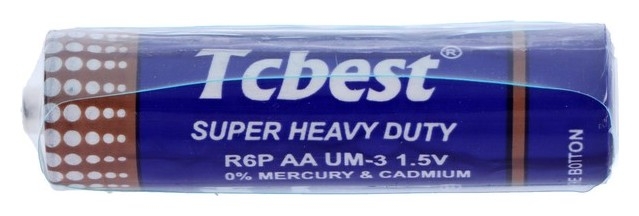 Tcbest®
SUPER HEAVY DUTY
R6P AA UM-3 1.5V
0% MERCURY & CADMIUM
BOTTON